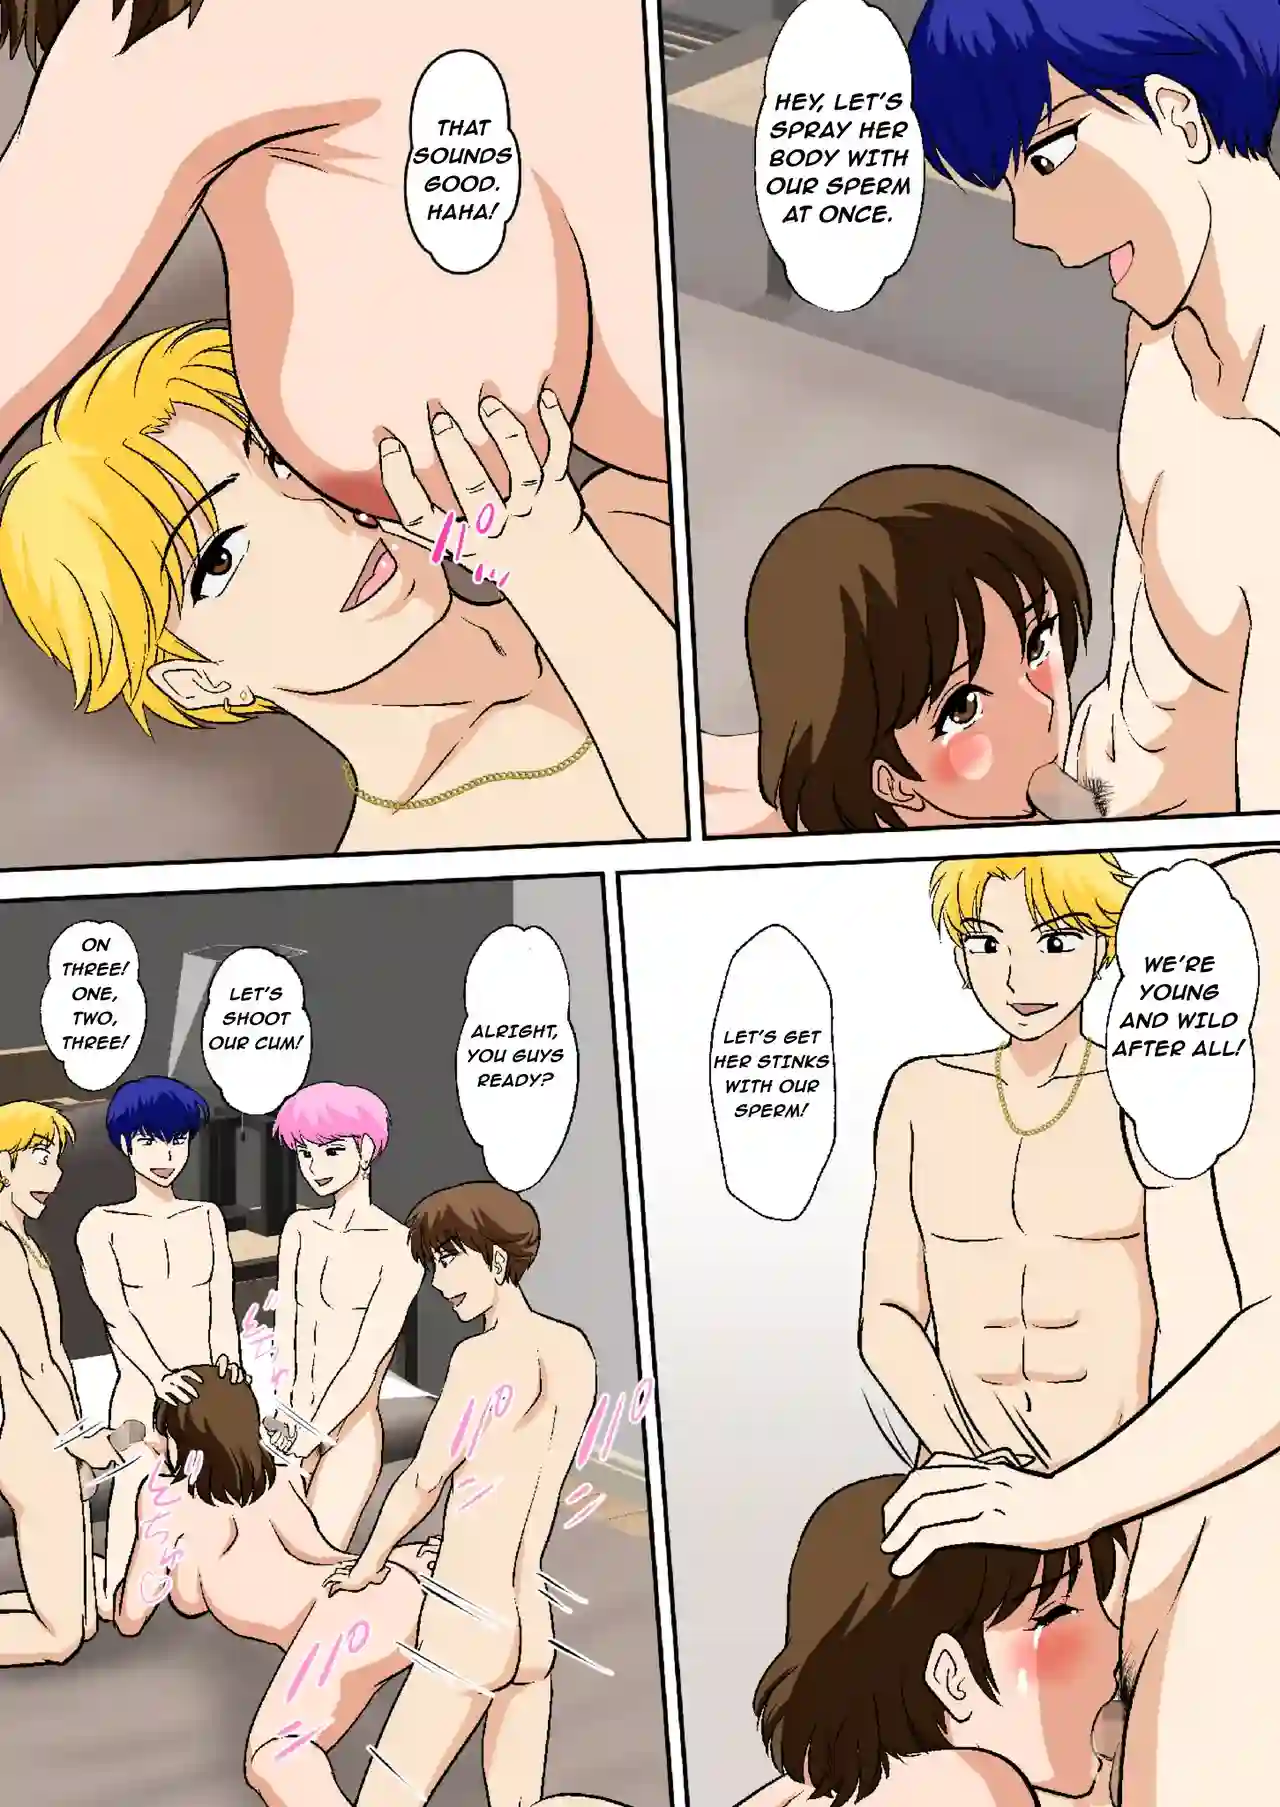 HEY, LET'S
SPRAY HER
BODY WITH
OUR SPERM
AT ONCE.
THAT
SOUNDS
GOOD.
HAHA!
WE'RE
YOUNG
AND WILD
AFTER ALL!
LET'S GET
HER STINKS
WITH OUR
SPERM!
ALRIGHT,
YOU GUYS
READY?
LET'S
SHOOT
OUR CUM!
ON
THREE!
ONE,
TWO,
THREE!